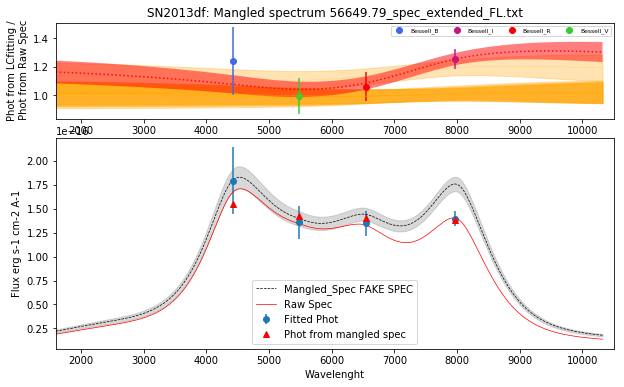 SN2013df: Mangled spectrum 56649.79_spec_extended_FL.txt
Phot from LCfitting /
Phot from Raw Spec
1.4
1.2
1.0
Bessell_B
Bessell_I
Bessell_R
Bessell_V
2000 3000 4000 5000 6000 7000 8000 9000 10000
Flux erg s-1 cm-2 A-1
2.00
1.75
1.50
1.25
1.00
0.75
0.50
0.25
Mangled_Spec FAKE SPEC
Raw Spec
Fitted Phot
Phot from mangled spec
2000 3000 4000 5000 6000 7000 8000 9000 10000
Wavelenght